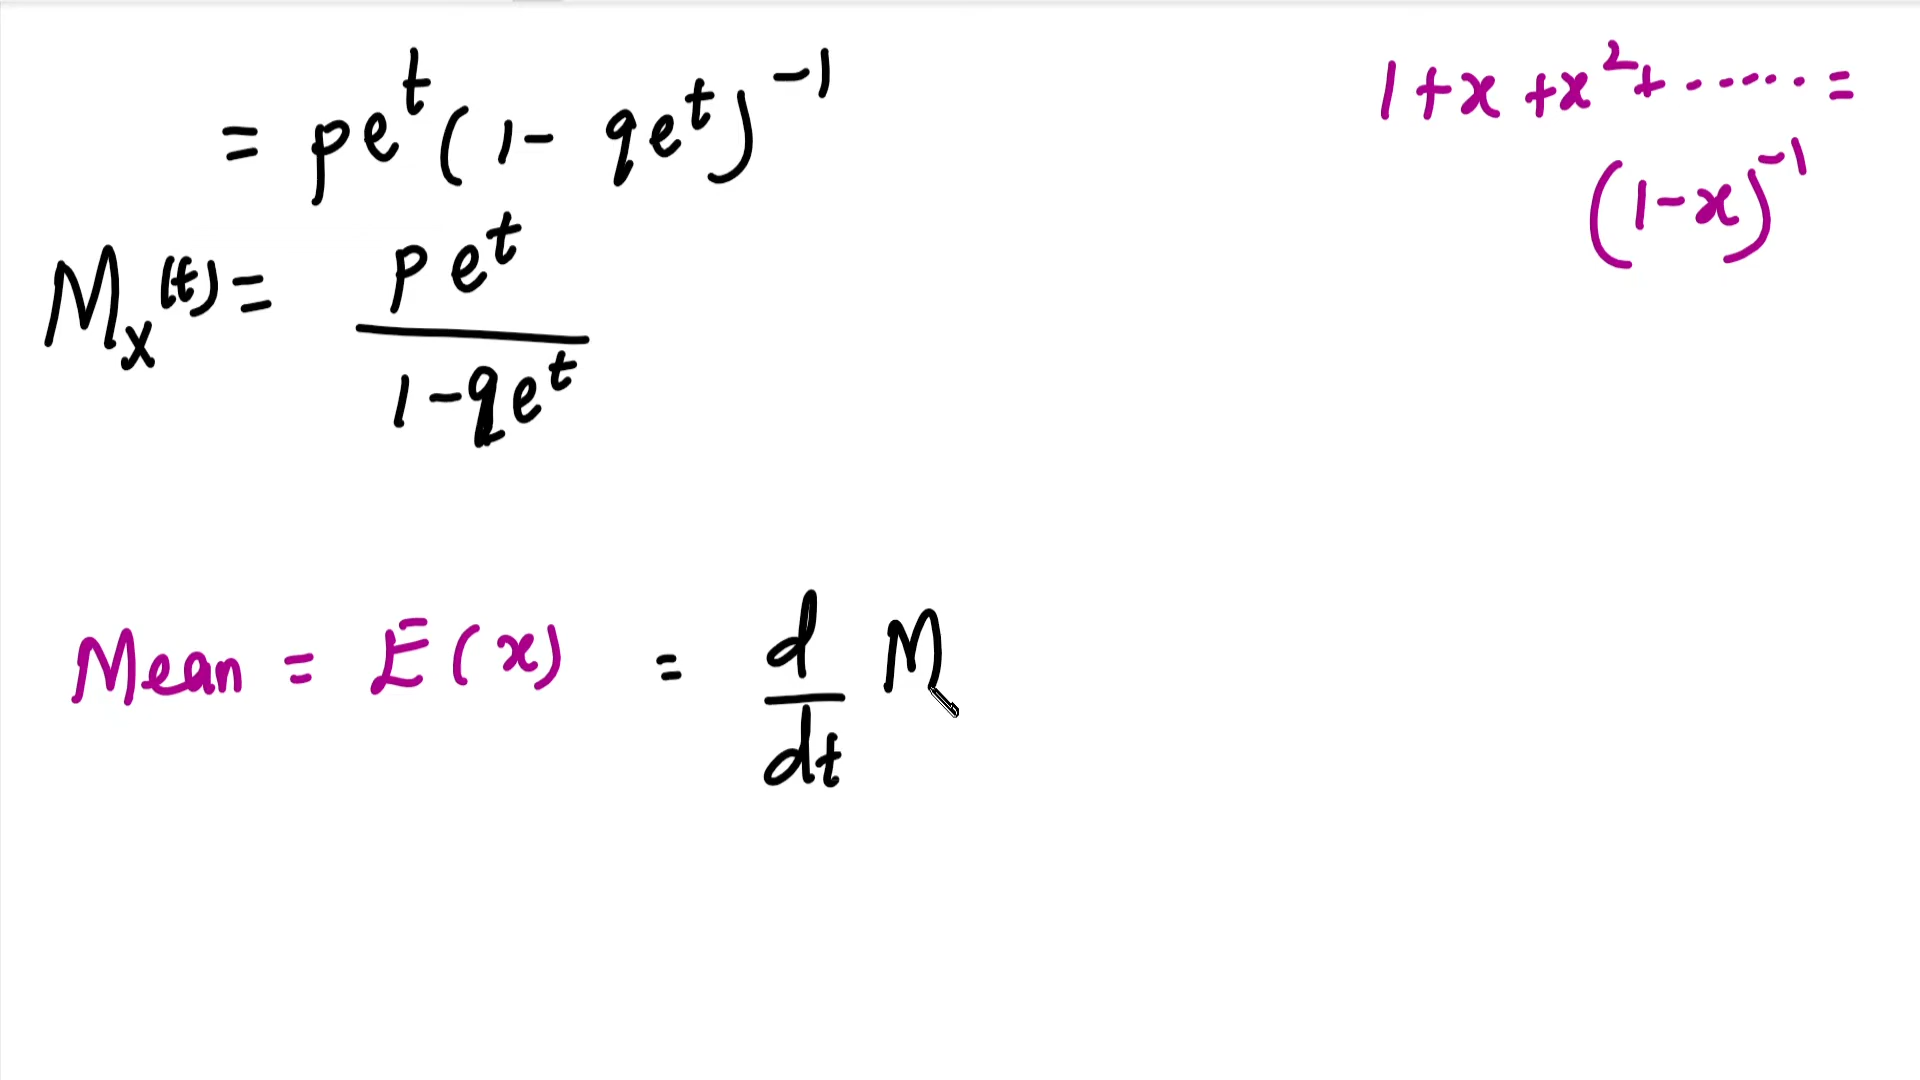 = pe^t (1 - qe^t)^-1
1 + x + x^2 + ...... =
(1-x)^-1
M_x(t) = pe^t / 1-qe^t
Mean = E(x) = d/dt M